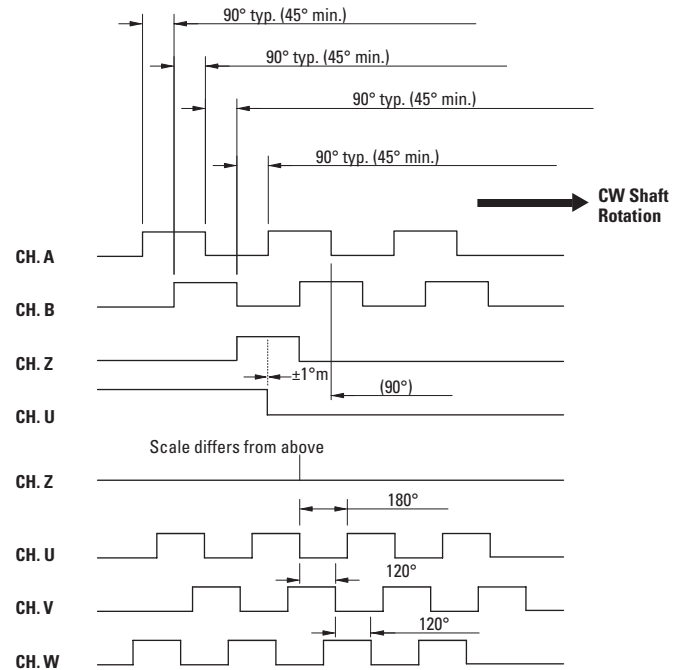 90° typ. (45° min.)
90° typ. (45° min.)
90° typ. (45° min.)
90° typ. (45° min.)
CW Shaft
Rotation
CH. A
CH. B
CH. Z
±1°m
(90°)
CH. U
Scale differs from above
CH. Z
180°
CH. U
120°
CH. V
120°
CH. W